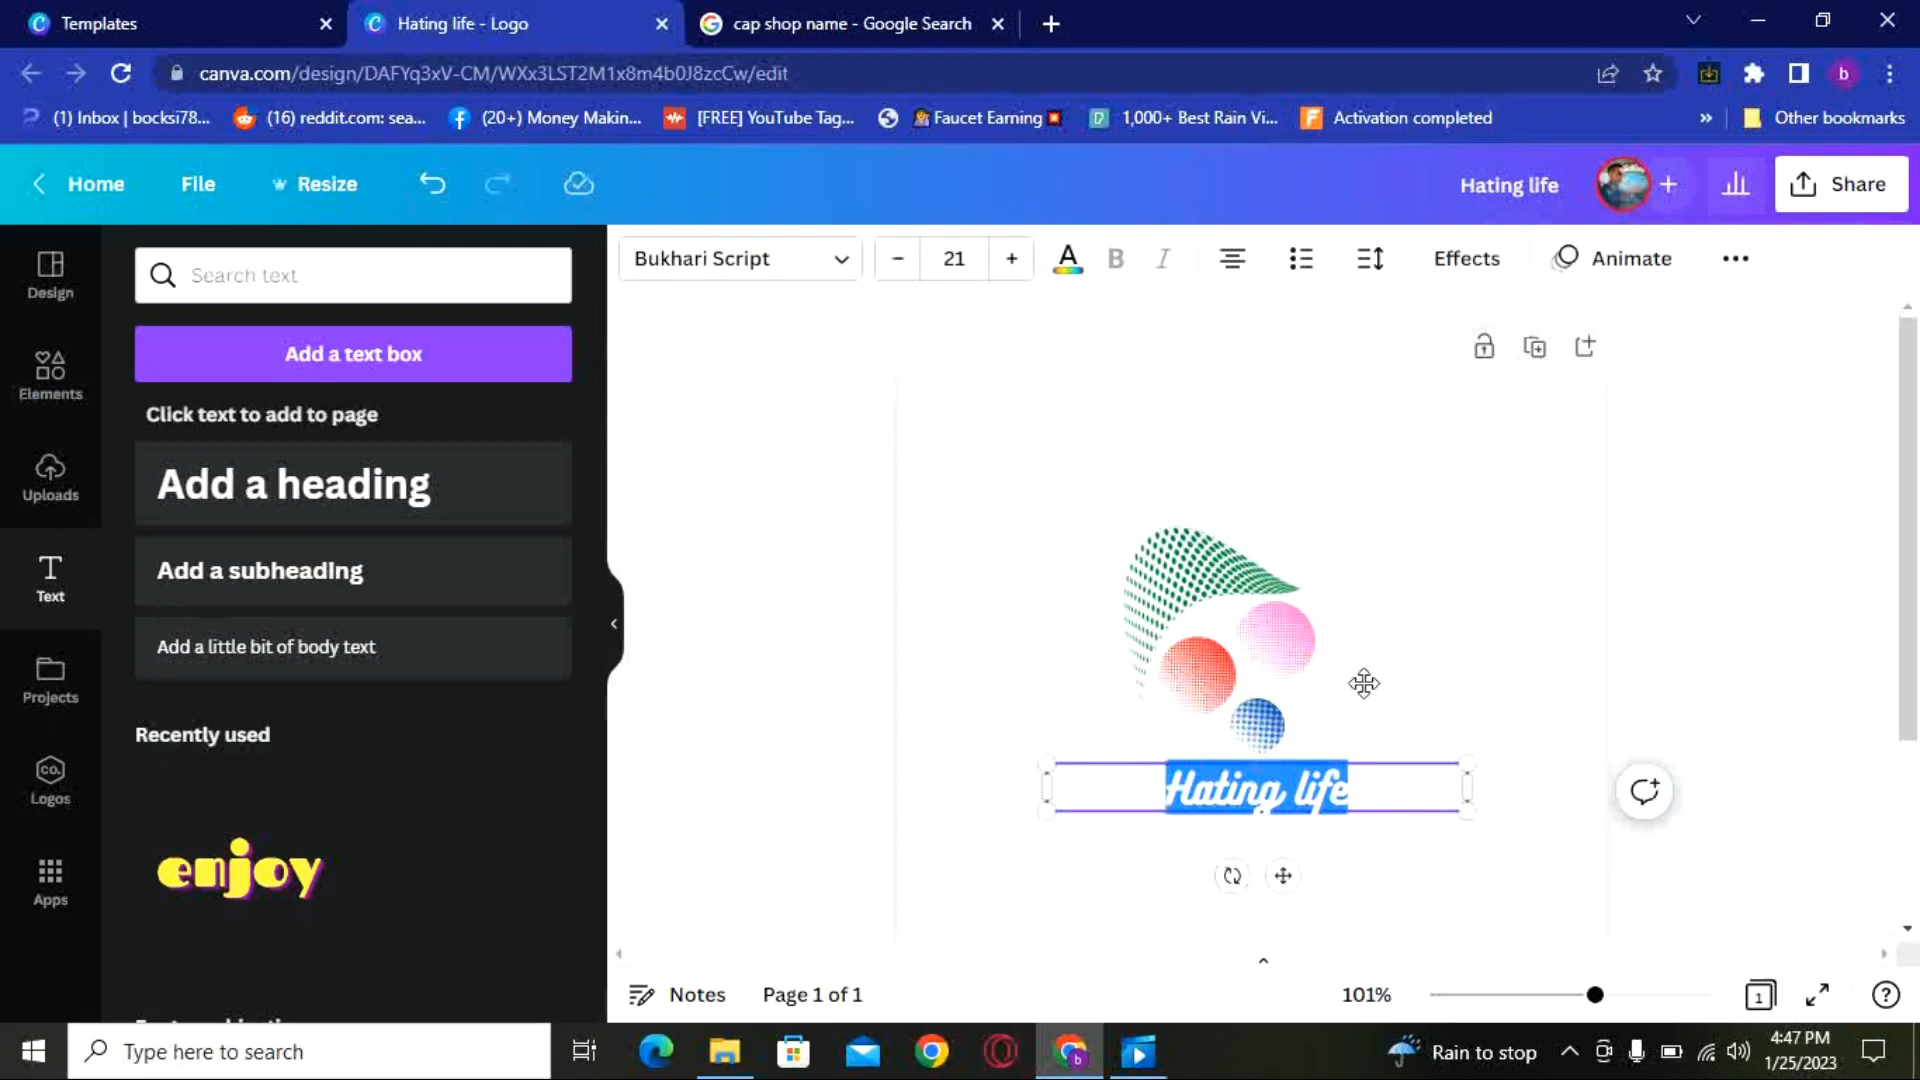 Templates
Hating life - Logo
cap shop name - Google Search
canva.com/design/DAFYq3xV-CM/WXx3LST2M1x8m4b0J8zcCw/edit
b
(1) Inbox | bocksi78...
(16) reddit.com: sea...
(20+) Money Makin...
[FREE] YouTube Tag...
Faucet Earning
1,000+ Best Rain Vi...
Activation completed
»
Other bookmarks
Home
File
Resize
Hating life
Share
Bukhari Script
21
A
B
I
Effects
Animate
Design
Elements
Uploads
Text
Projects
CO.
Logos
Apps
Search text
Add a text box
Click text to add to page
Add a heading
Add a subheading
Add a little bit of body text
Recently used
enjoy
Hating life
Notes
Page 1 of 1
101%
1
Type here to search
Rain to stop
4:47 PM
1/25/2023